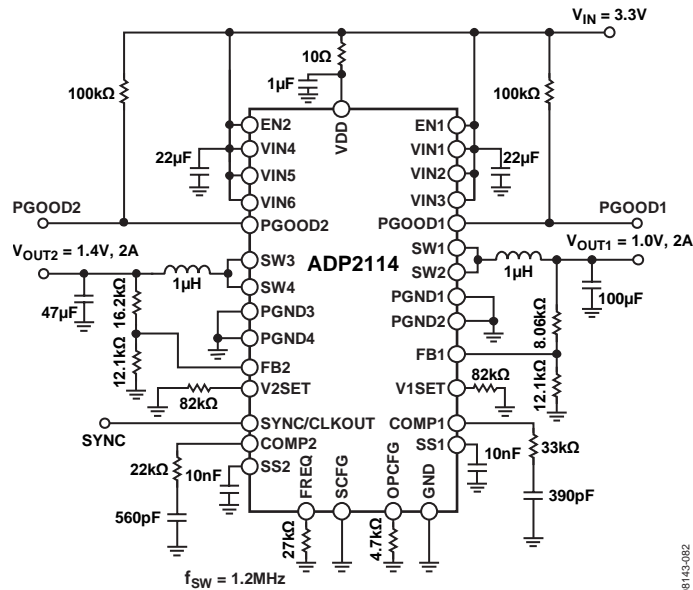 V_IN = 3.3V
10Ω
1µF
100kΩ
100kΩ
VDD
EN2
EN1
VIN4
VIN1
22µF
22µF
VIN5
VIN2
VIN6
VIN3
PGOOD2
PGOOD2
PGOOD1
PGOOD1
V_OUT2 = 1.4V, 2A
SW3
ADP2114
SW1
V_OUT1 = 1.0V, 2A
1µH
SW4
SW2
1µH
47µF
16.2kΩ
PGND3
PGND1
100µF
8.06kΩ
PGND4
PGND2
12.1kΩ
FB2
FB1
12.1kΩ
V2SET
V1SET
82kΩ
82kΩ
SYNC
SYNC/CLKOUT
COMP1
COMP2
SS1
33kΩ
22kΩ
10nF
SS2
10nF
FREQ
SCFG
OPCFG
GND
390pF
560pF
27kΩ
4.7kΩ
f_SW = 1.2MHz
08143-082